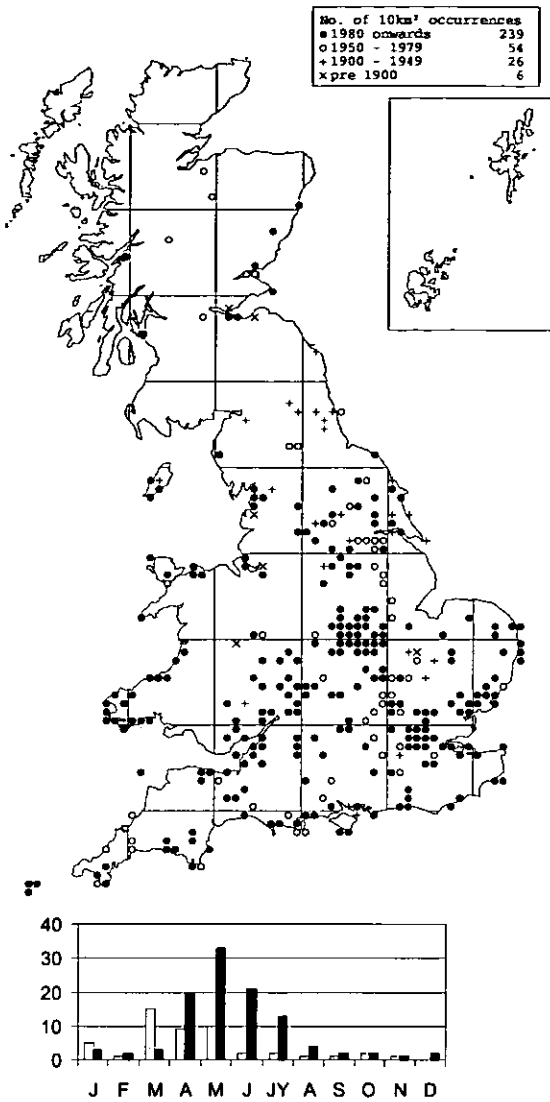 No. of 10km² occurrences
● 1980 onwards 239
○ 1950 - 1979 54
+ 1900 - 1949 26
x pre 1900 6
40
30
20
10
0
J F M A M J JY A S O N D